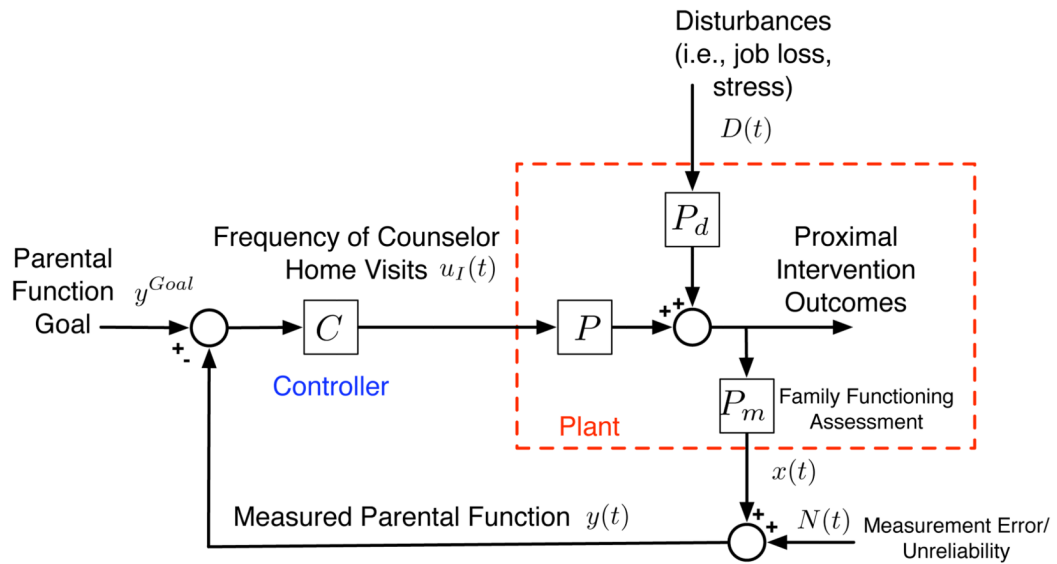 Disturbances
(i.e., job loss,
stress)
D(t)
P_d
Frequency of Counselor
Home Visits u_I(t)
Parental
Function
Goal
y^{Goal}
Proximal
Intervention
Outcomes
+
+
C
P
+
-
Controller
P_m
Family Functioning
Assessment
Plant
x(t)
Measured Parental Function y(t)
+
+
N(t)
Measurement Error/
Unreliability